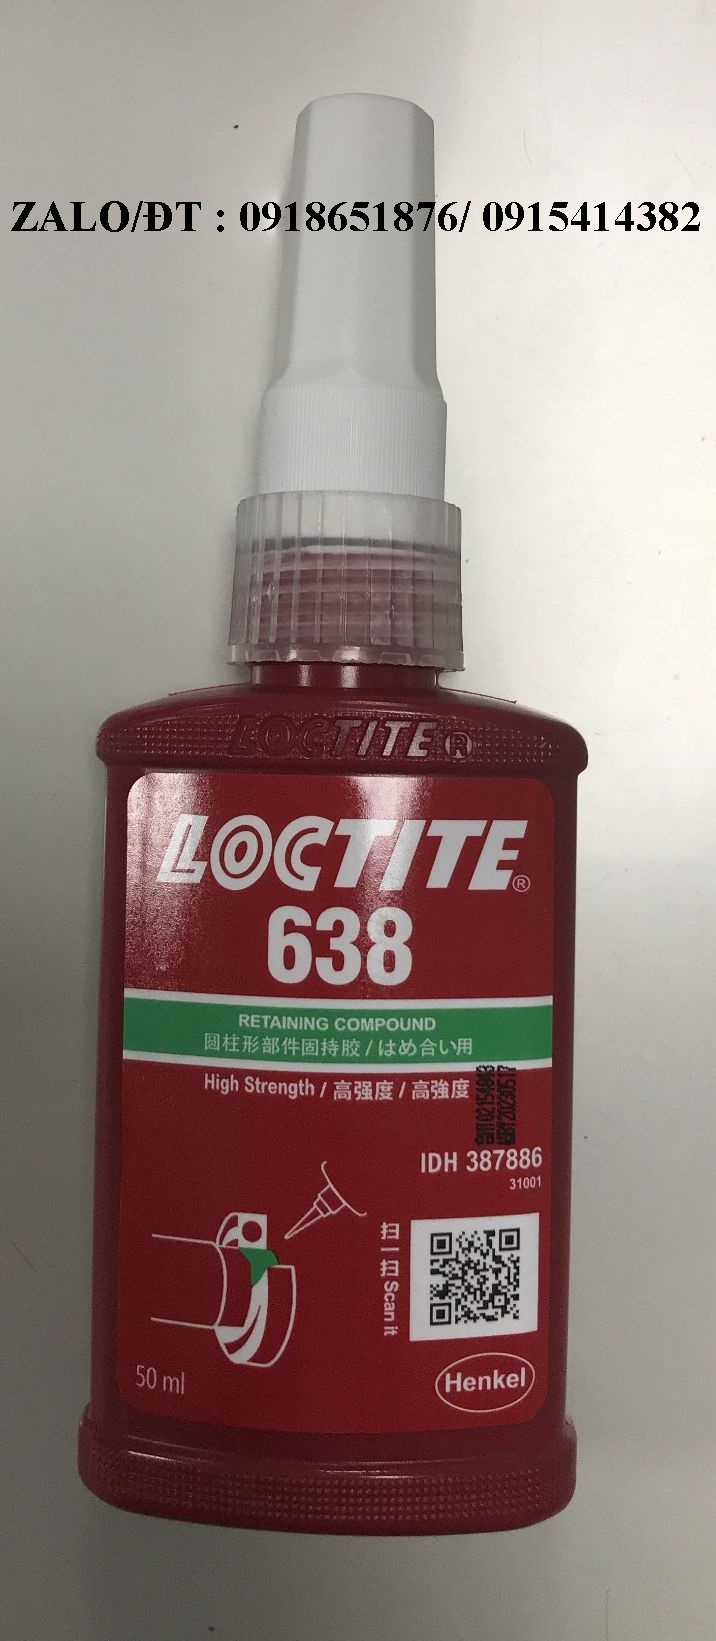 ZALO/ĐT : 0918651876/ 0915414382
LOCTITE®
LOCTITE®
638
RETAINING COMPOUND
圆柱形部件固持胶 / はめ合い用
High Strength / 高强度 / 高強度
IDH 387886
31001
扫一扫 Scan it
50 ml
Henkel